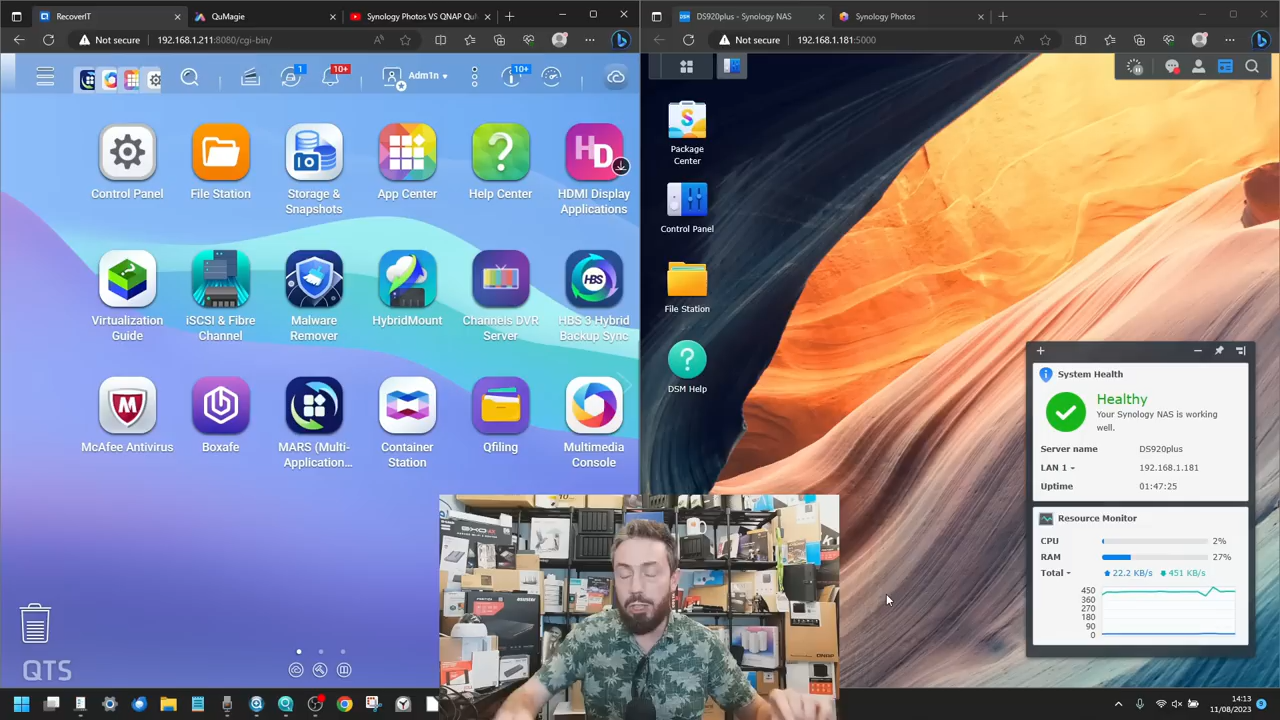 RecoverIT
QuMagie
Synology Photos VS QNAP Qu
DS920plus - Synology NAS
Synology Photos
Not secure
192.168.1.211:8080/cgi-bin/
Not secure
192.168.1.181:5000
1
10+
Adm1n
10+
Control Panel
File Station
Storage &
Snapshots
App Center
Help Center
HD
HDMI Display
Applications
Virtualization
Guide
iSCSI & Fibre
Channel
Malware
Remover
HybridMount
Channels DVR
Server
HBS
HBS 3 Hybrid
Backup Sync
McAfee Antivirus
Boxafe
MARS (Multi-
Application...
Container
Station
Qfiling
Multimedia
Console
QTS
Package
Center
Control Panel
File Station
DSM Help
System Health
Healthy
Your Synology NAS is working
well.
Server name
DS920plus
LAN 1
192.168.1.181
Uptime
01:47:25
Resource Monitor
CPU
2%
RAM
27%
Total
22.2 KB/s
451 KB/s
450
360
270
180
90
0
14:13
11/08/2023